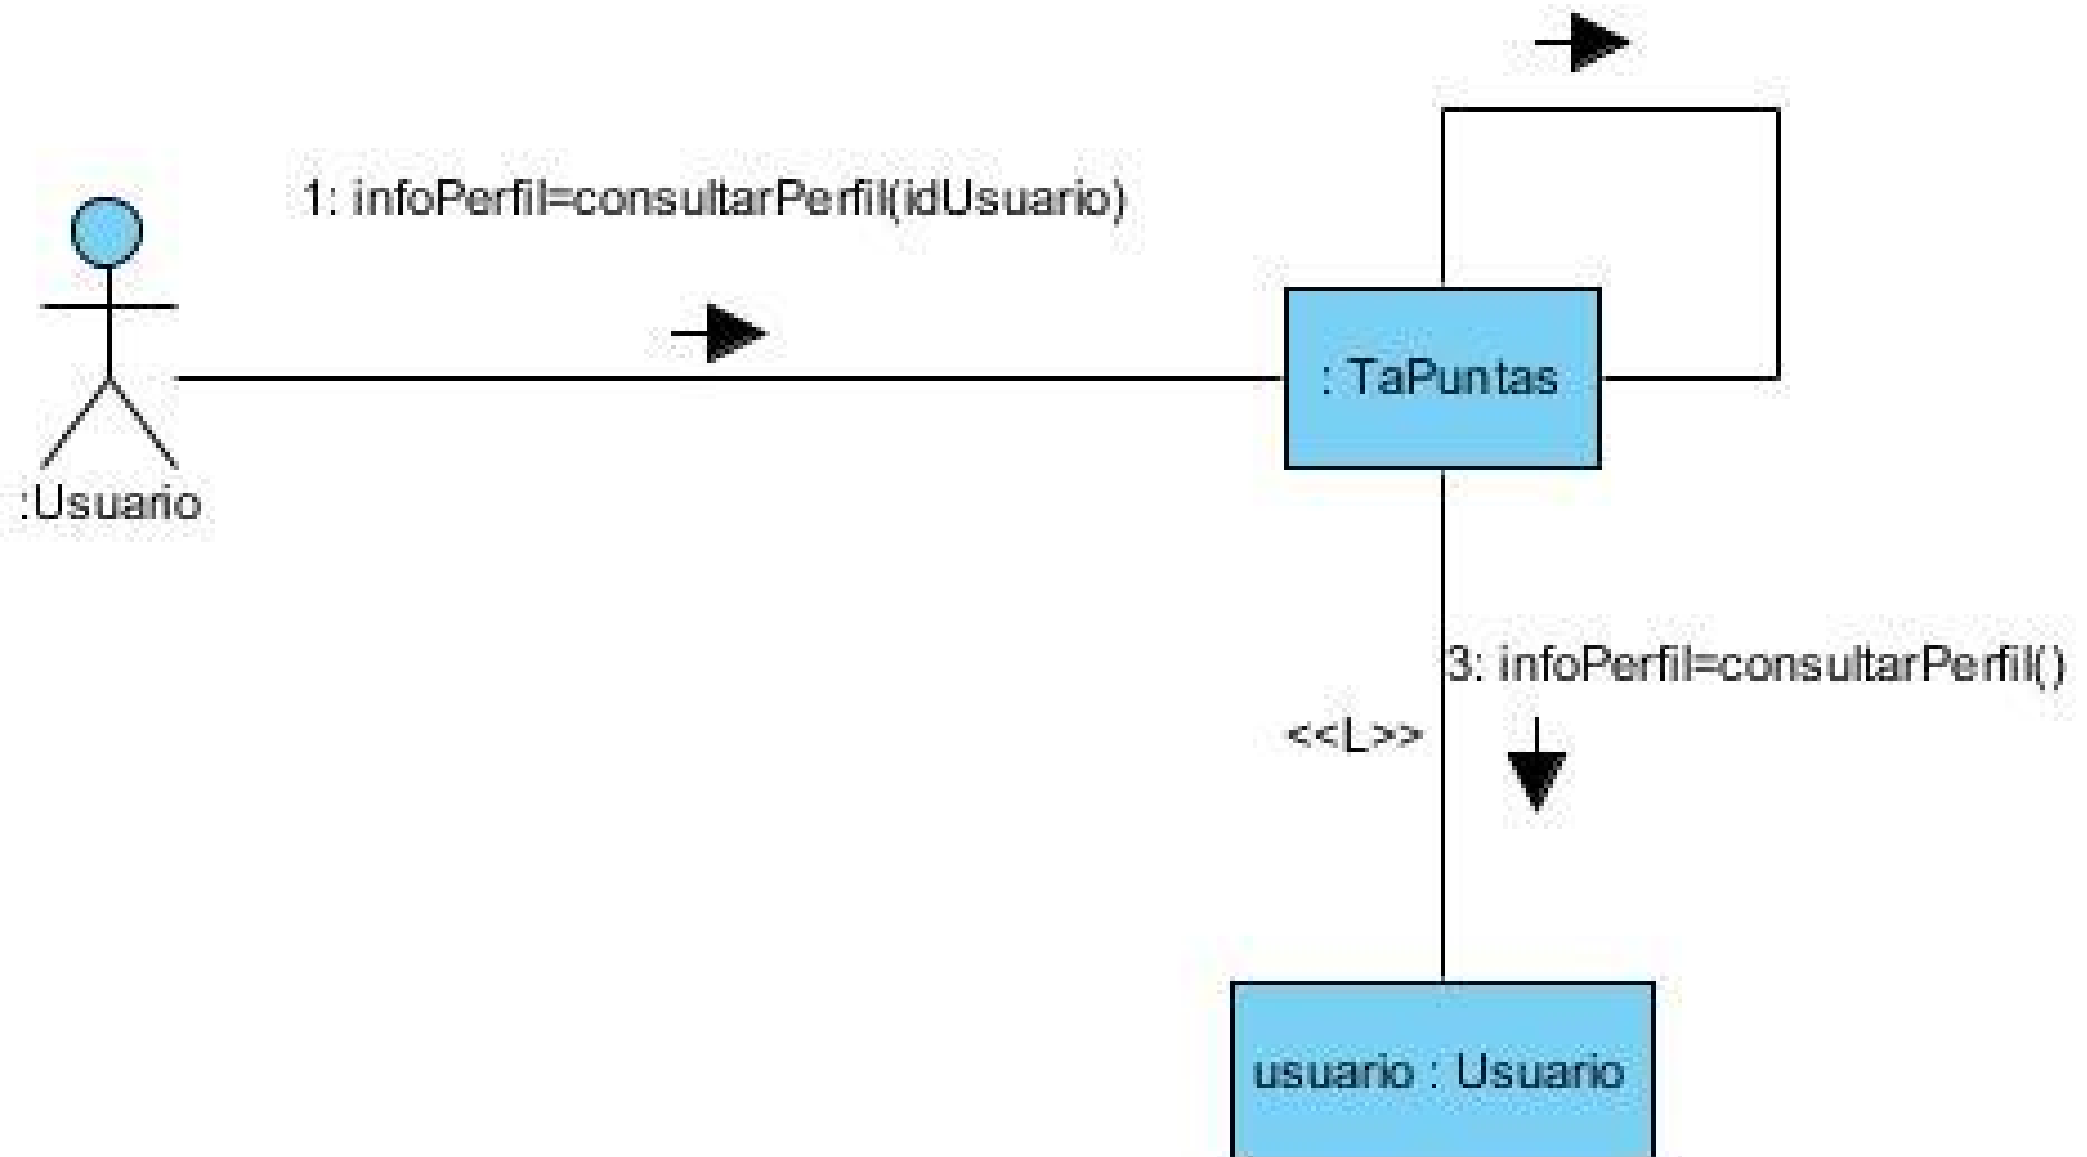 1: infoPerfil=consultarPerfil(idUsuario)
: TaPuntas
:Usuario
3: infoPerfil=consultarPerfil()
<<L>>
usuario : Usuario